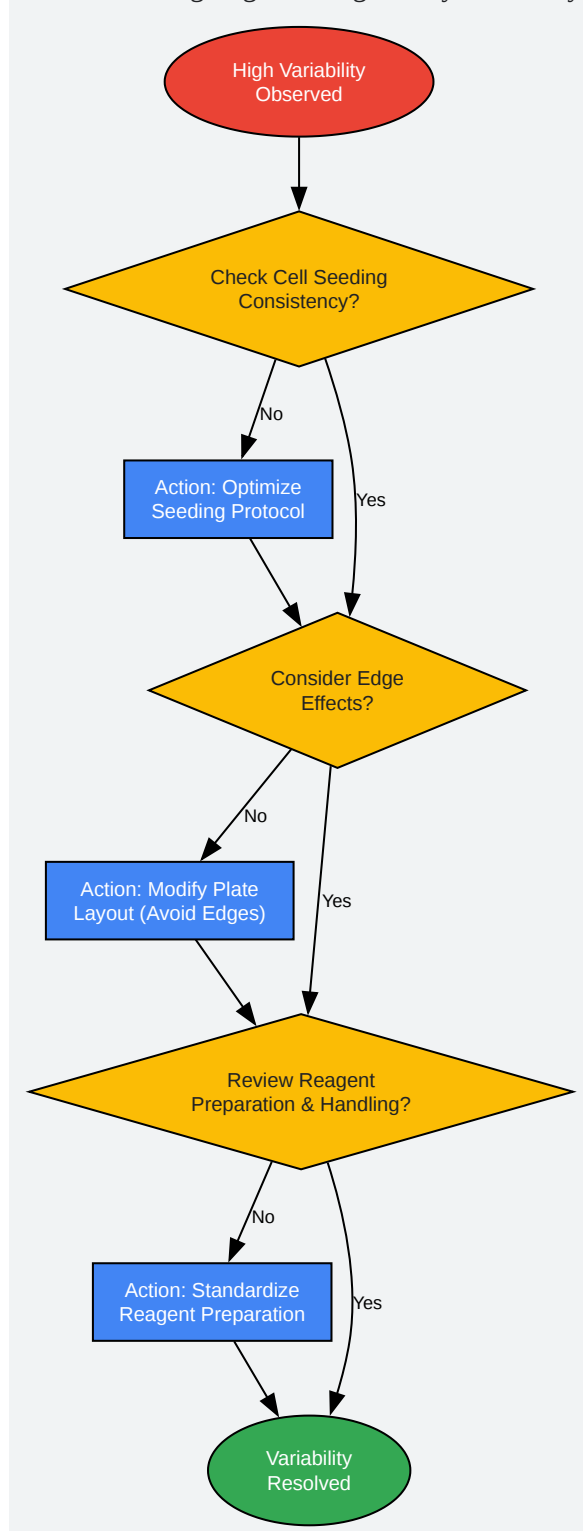 High Variability
Observed
Check Cell Seeding
Consistency?
No
Action: Optimize
Seeding Protocol
Yes
Consider Edge
Effects?
No
Action: Modify Plate
Layout (Avoid Edges)
Yes
Review Reagent
Preparation & Handling?
No
Action: Standardize
Reagent Preparation
Yes
Variability
Resolved